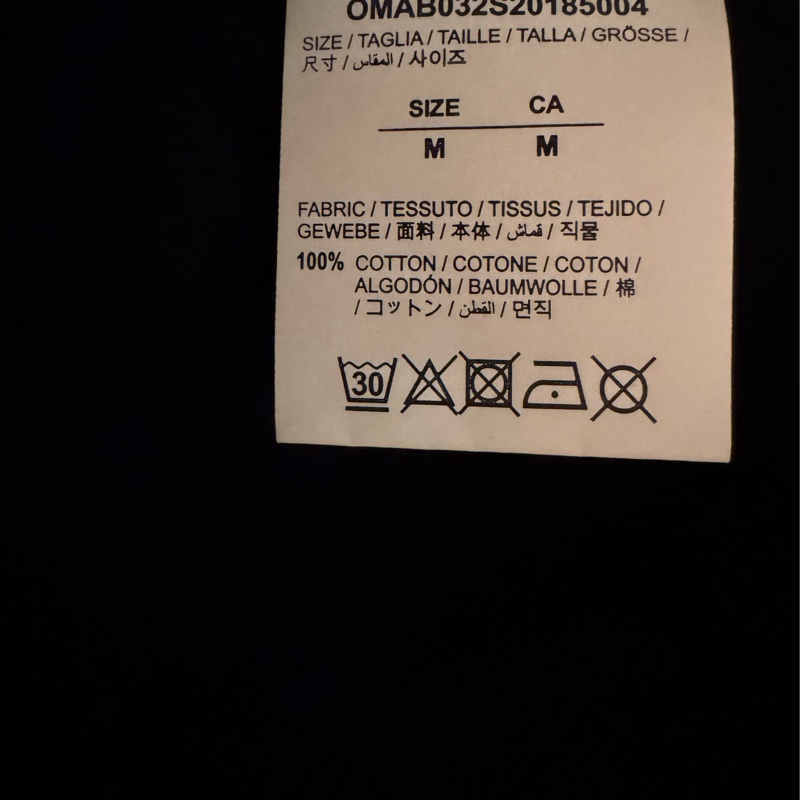 OMAB032S20185004
SIZE / TAGLIA / TAILLE / TALLA / GRÖSSE /
尺寸 / المقاس / 사이즈
SIZE CA
M M
FABRIC / TESSUTO / TISSUS / TEJIDO /
GEWEBE / 面料 / 本体 / قماش / 직물
100% COTTON / COTONE / COTON /
ALGODÓN / BAUMWOLLE / 棉
/ コットン / القطن / 면직
30